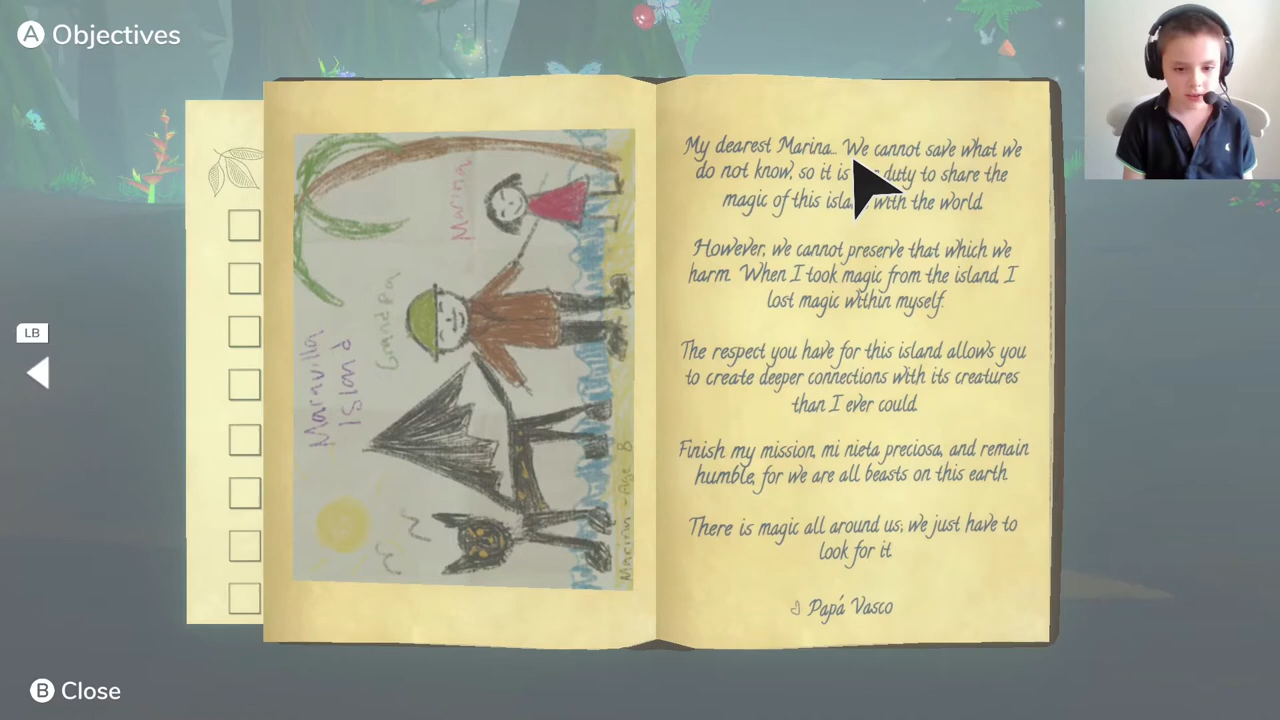 Objectives
LB
Close
Maravilla
Island
Grandpa
Marina
Marina - Age 8
My dearest Marina... We cannot save what we
do not know, so it is duty to share the
magic of this island with the world.
However, we cannot preserve that which we
harm. When I took magic from the island, I
lost magic within myself.
The respect you have for this island allows you
to create deeper connections with its creatures
than I ever could.
Finish my mission, mi nieta preciosa, and remain
humble, for we are all beasts on this earth.
There is magic all around us; we just have to
look for it.
Papá Vasco